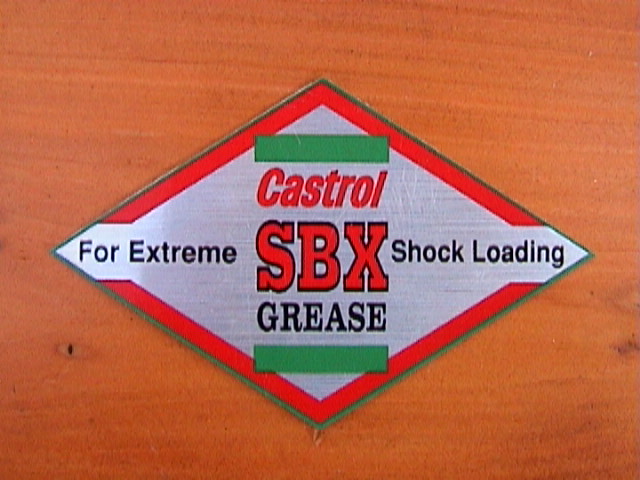 Castrol
For Extreme SBX Shock Loading
GREASE